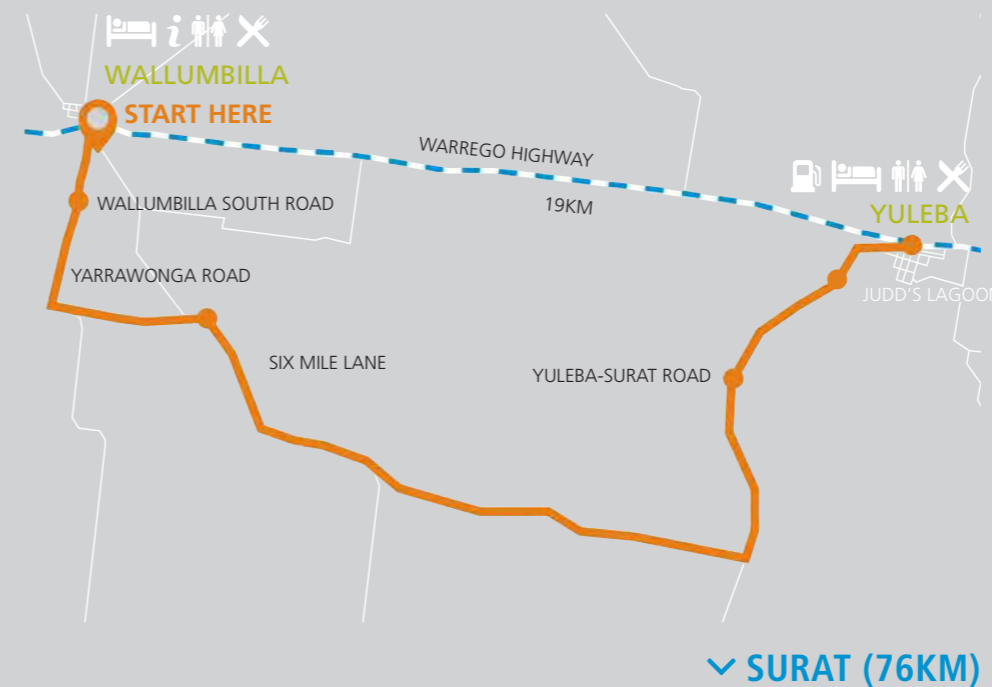 WALLUMBILLA
START HERE
WARREGO HIGHWAY
19KM
YULEBA
WALLUMBILLA SOUTH ROAD
YARRAWONGA ROAD
JUDD'S LAGOON
SIX MILE LANE
YULEBA-SURAT ROAD
SURAT (76KM)